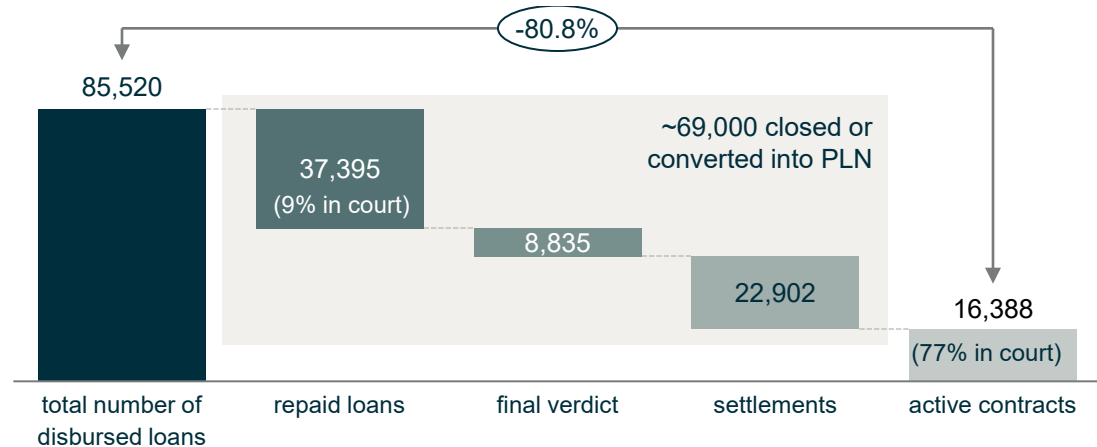 -80.8%
85,520
~69,000 closed or
converted into PLN
37,395
(9% in court)
8,835
22,902
16,388
(77% in court)
total number of
disbursed loans
repaid loans
final verdict
settlements
active contracts